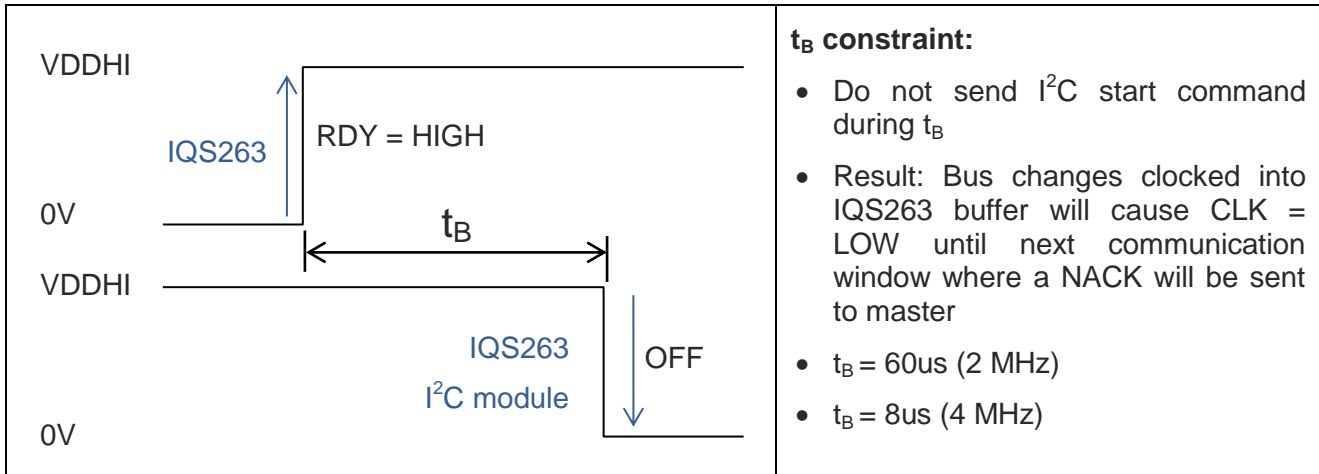 VDDHI
IQS263
RDY = HIGH
0V
tB
VDDHI
IQS263
I²C module
OFF
0V
tB constraint:
• Do not send I²C start command
during tB
• Result: Bus changes clocked into
IQS263 buffer will cause CLK =
LOW until next communication
window where a NACK will be sent
to master
• tB = 60us (2 MHz)
• tB = 8us (4 MHz)